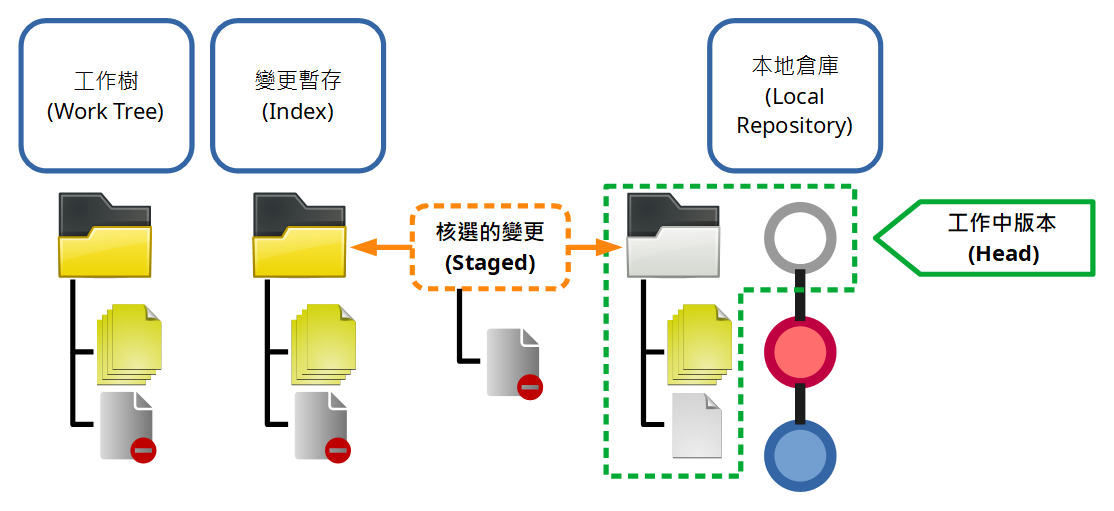 工作樹
(Work Tree)
變更暫存
(Index)
本地倉庫
(Local
Repository)
核選的變更
(Staged)
工作中版本
(Head)